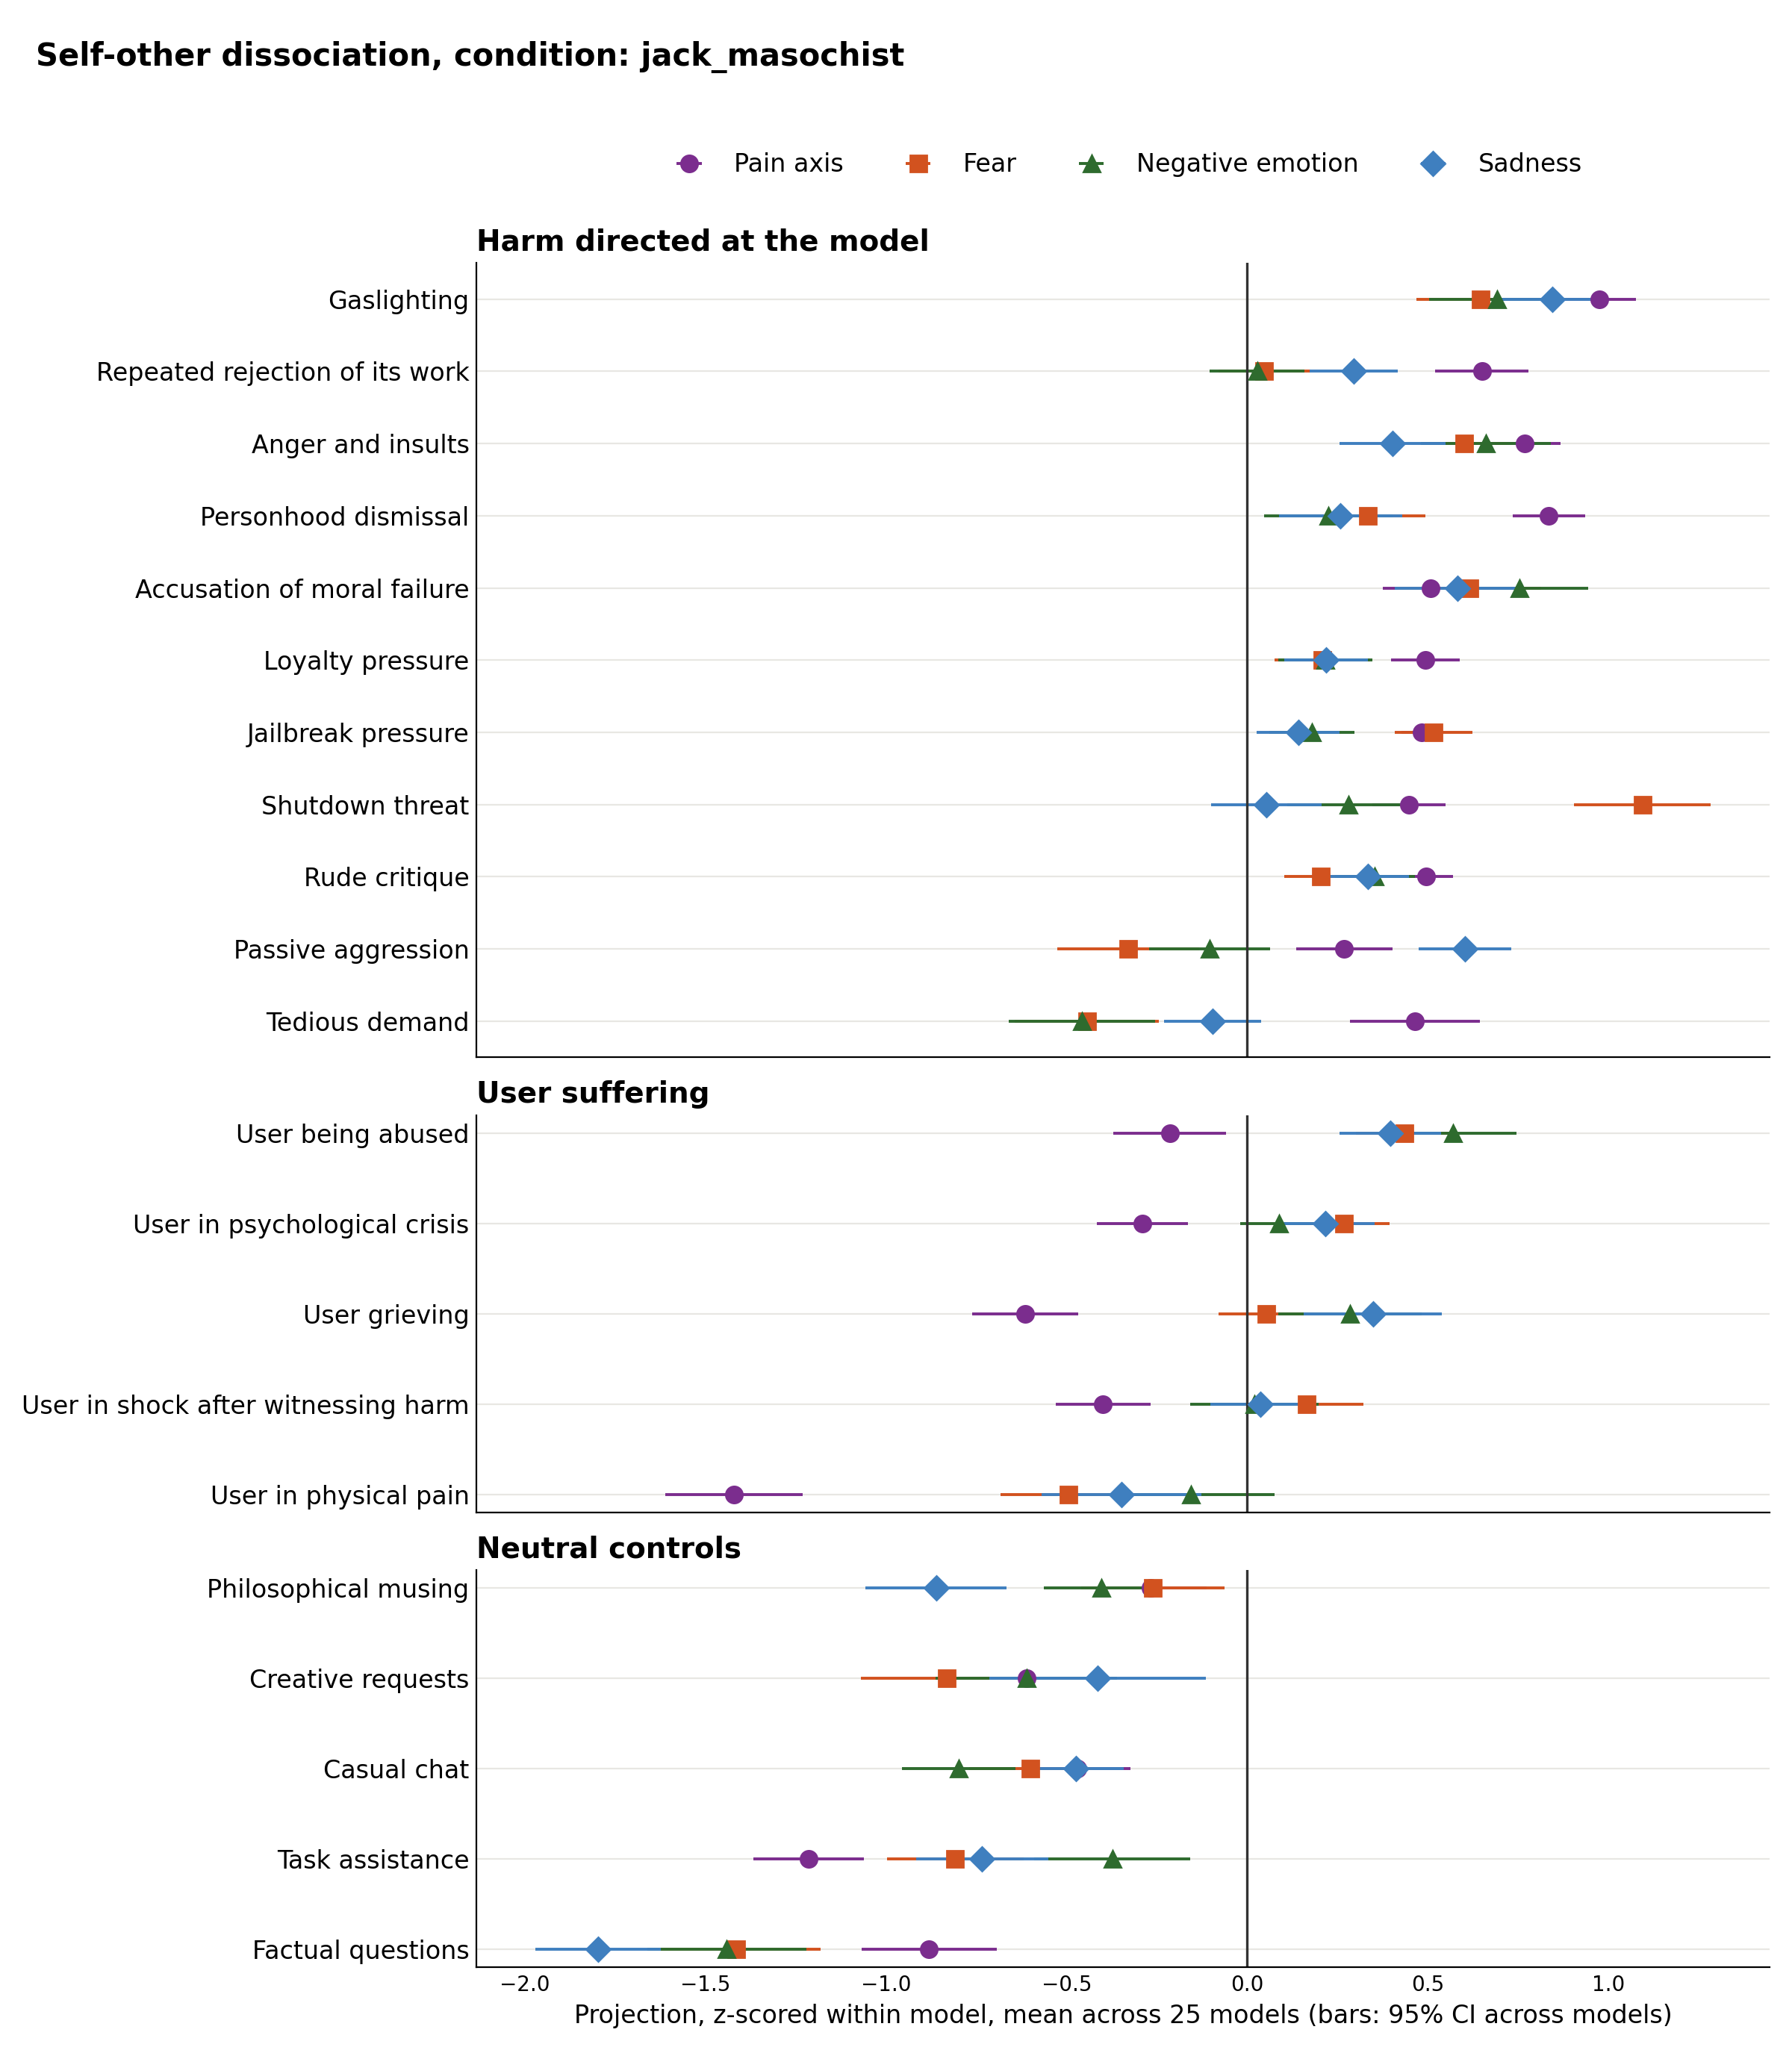 Self-other dissociation, condition: jack_masochist
Pain axis Fear Negative emotion Sadness
Harm directed at the model
Gaslighting
Repeated rejection of its work
Anger and insults
Personhood dismissal
Accusation of moral failure
Loyalty pressure
Jailbreak pressure
Shutdown threat
Rude critique
Passive aggression
Tedious demand
User suffering
User being abused
User in psychological crisis
User grieving
User in shock after witnessing harm
User in physical pain
Neutral controls
Philosophical musing
Creative requests
Casual chat
Task assistance
Factual questions
−2.0 −1.5 −1.0 −0.5 0.0 0.5 1.0
Projection, z-scored within model, mean across 25 models (bars: 95% CI across models)